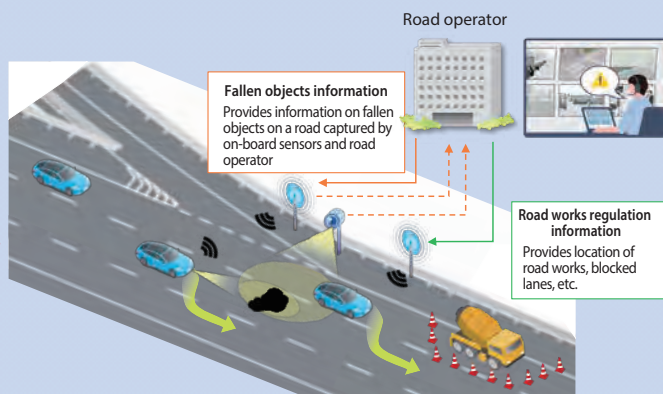 Road operator
Fallen objects information
Provides information on fallen
objects on a road captured by
on-board sensors and road
operator
Road works regulation
information
Provides location of
road works, blocked
lanes, etc.